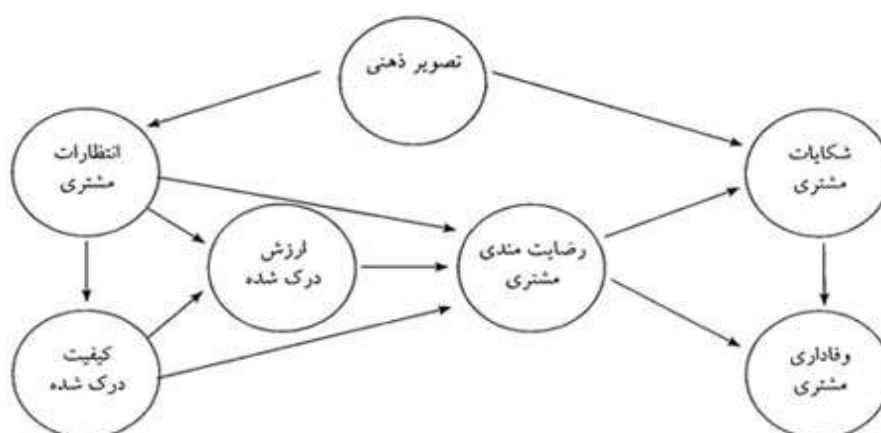 تصویر ذهنی
شکایات
مشتری
انتظارات
مشتری
رضایت مندی
مشتری
ارزش
درک شده
وفاداری
مشتری
کیفیت
درک شده